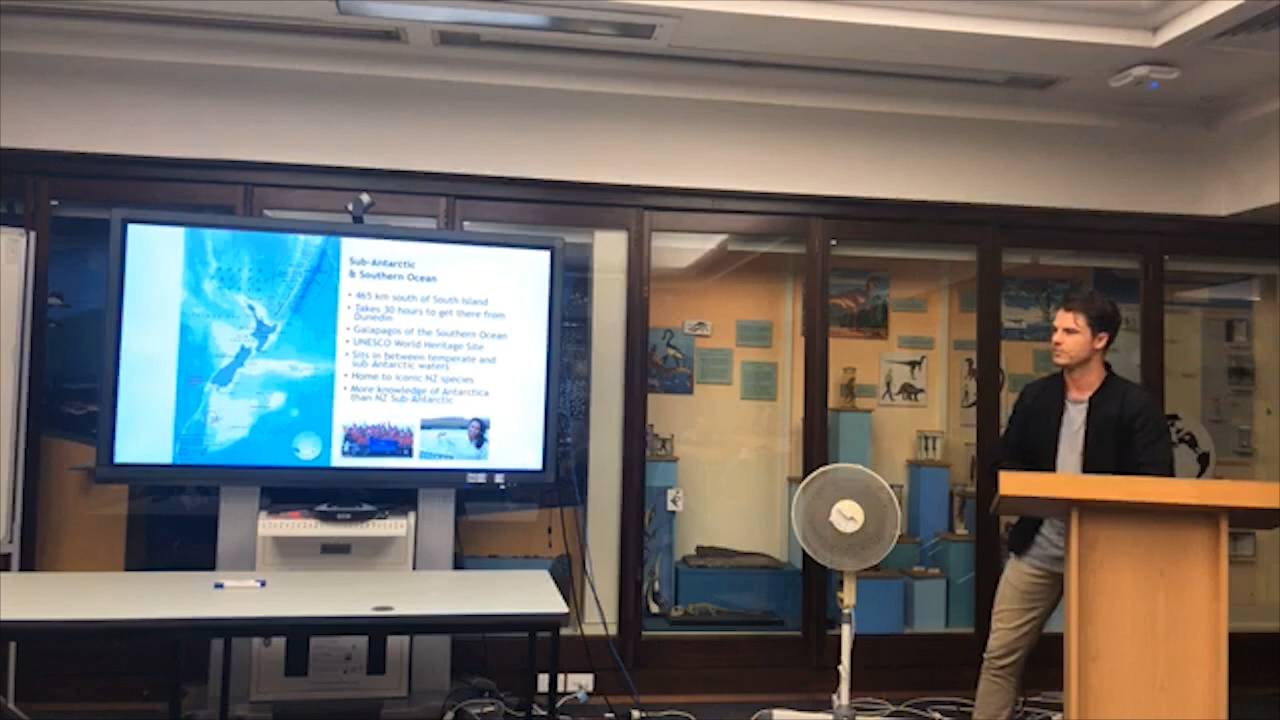 Sub-Antarctic
& Southern Ocean
• 465 km south of South Island
• Takes 30 hours to get there from
Dunedin
• Galapagos of the Southern Ocean
• UNESCO World Heritage Site
• Sits in between temperate and
sub-Antarctic waters
• Home to iconic NZ species
• More knowledge of Antarctica
than NZ Sub-Antarctic